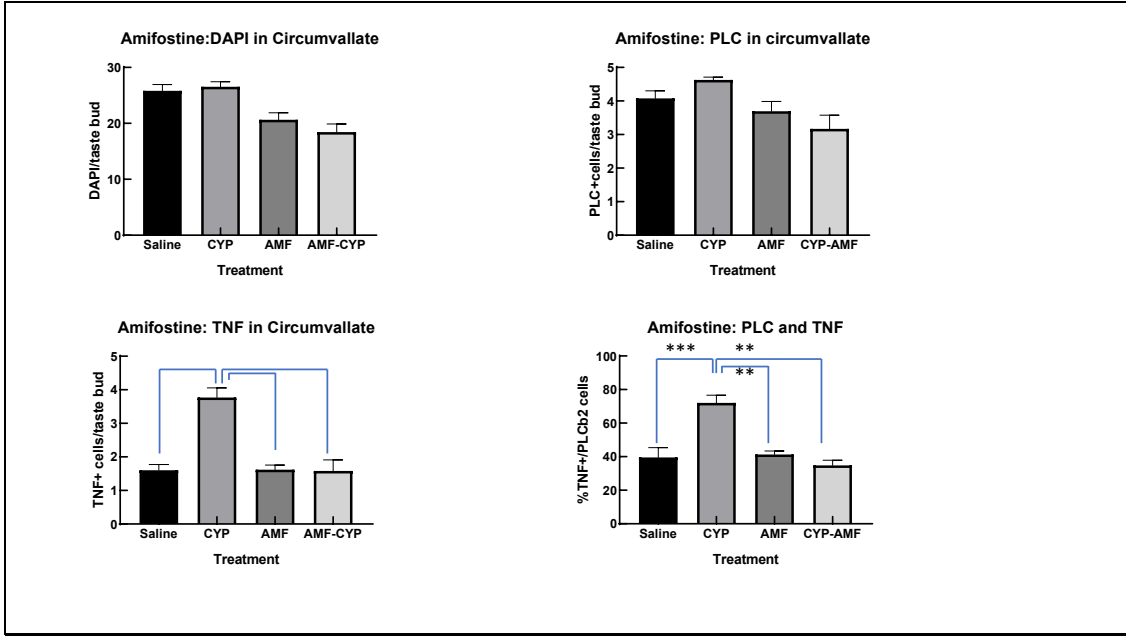 Amifostine:DAPI in Circumvallate
30
20
10
0
DAPI/taste bud
Saline CYP AMF AMF-CYP
Treatment
Amifostine: PLC in circumvallate
5
4
3
2
1
0
PLC+cells/taste bud
Saline CYP AMF CYP-AMF
Treatment
Amifostine: TNF in Circumvallate
5
4
3
2
1
0
TNF+ cells/taste bud
Saline CYP AMF AMF-CYP
Treatment
Amifostine: PLC and TNF
*** **
**
100
80
60
40
20
0
%TNF+/PLCb2 cells
Saline CYP AMF CYP-AMF
Treatment